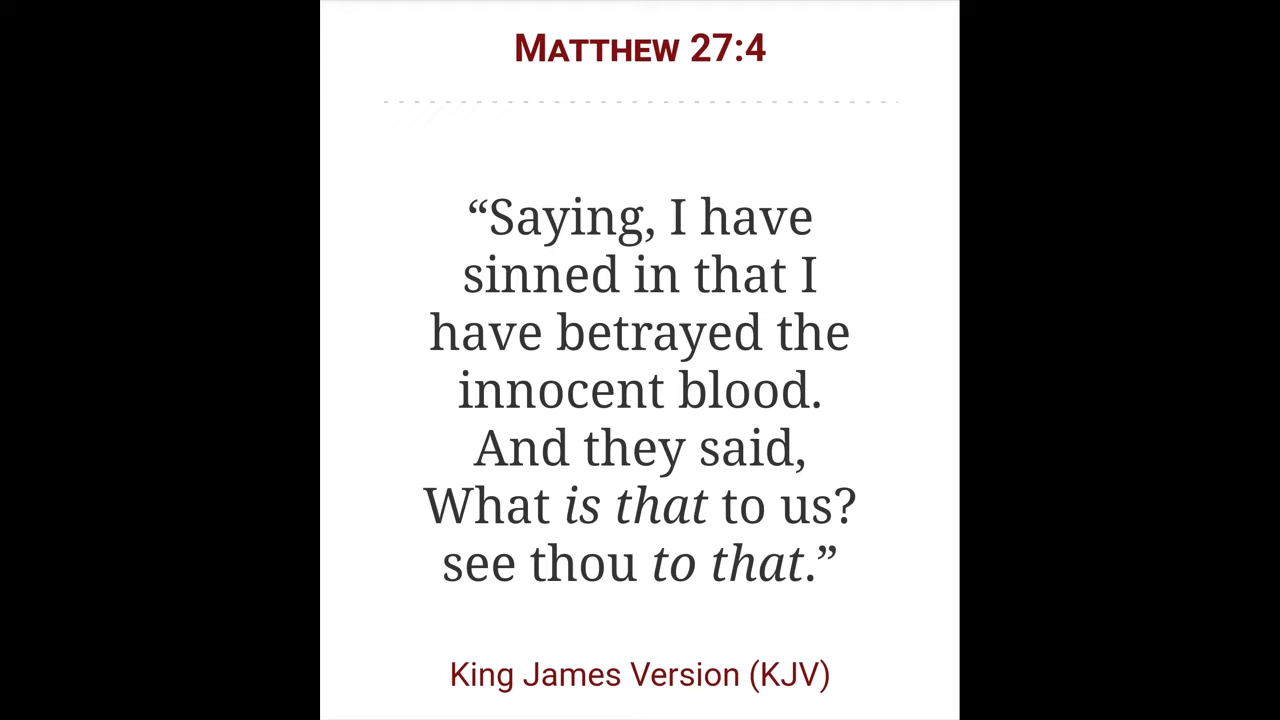 MATTHEW 27:4
“Saying, I have
sinned in that I
have betrayed the
innocent blood.
And they said,
What is that to us?
see thou to that.”
King James Version (KJV)